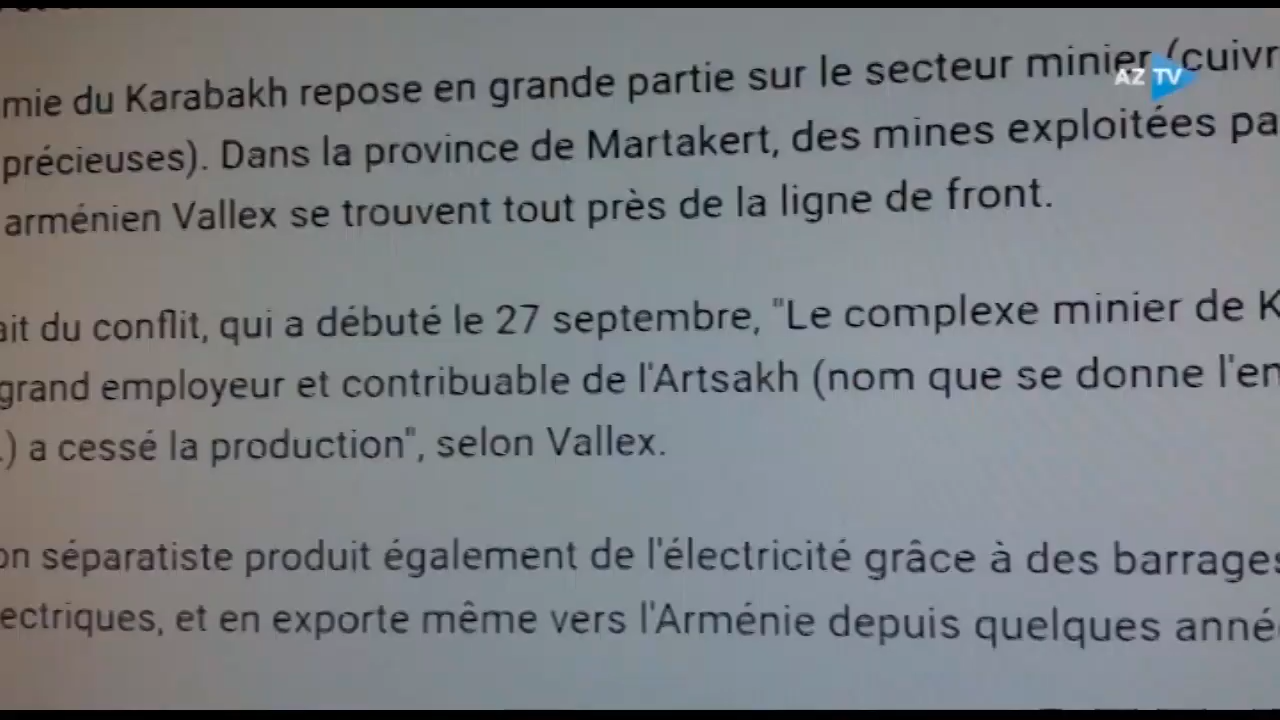 mie du Karabakh repose en grande partie sur le secteur minier (cuivr
AZ TV
précieuses). Dans la province de Martakert, des mines exploitées pa
arménien Vallex se trouvent tout près de la ligne de front.
ait du conflit, qui a débuté le 27 septembre, "Le complexe minier de K
grand employeur et contribuable de l'Artsakh (nom que se donne l'en
.) a cessé la production", selon Vallex.
on séparatiste produit également de l'électricité grâce à des barrages
ectriques, et en exporte même vers l'Arménie depuis quelques anné